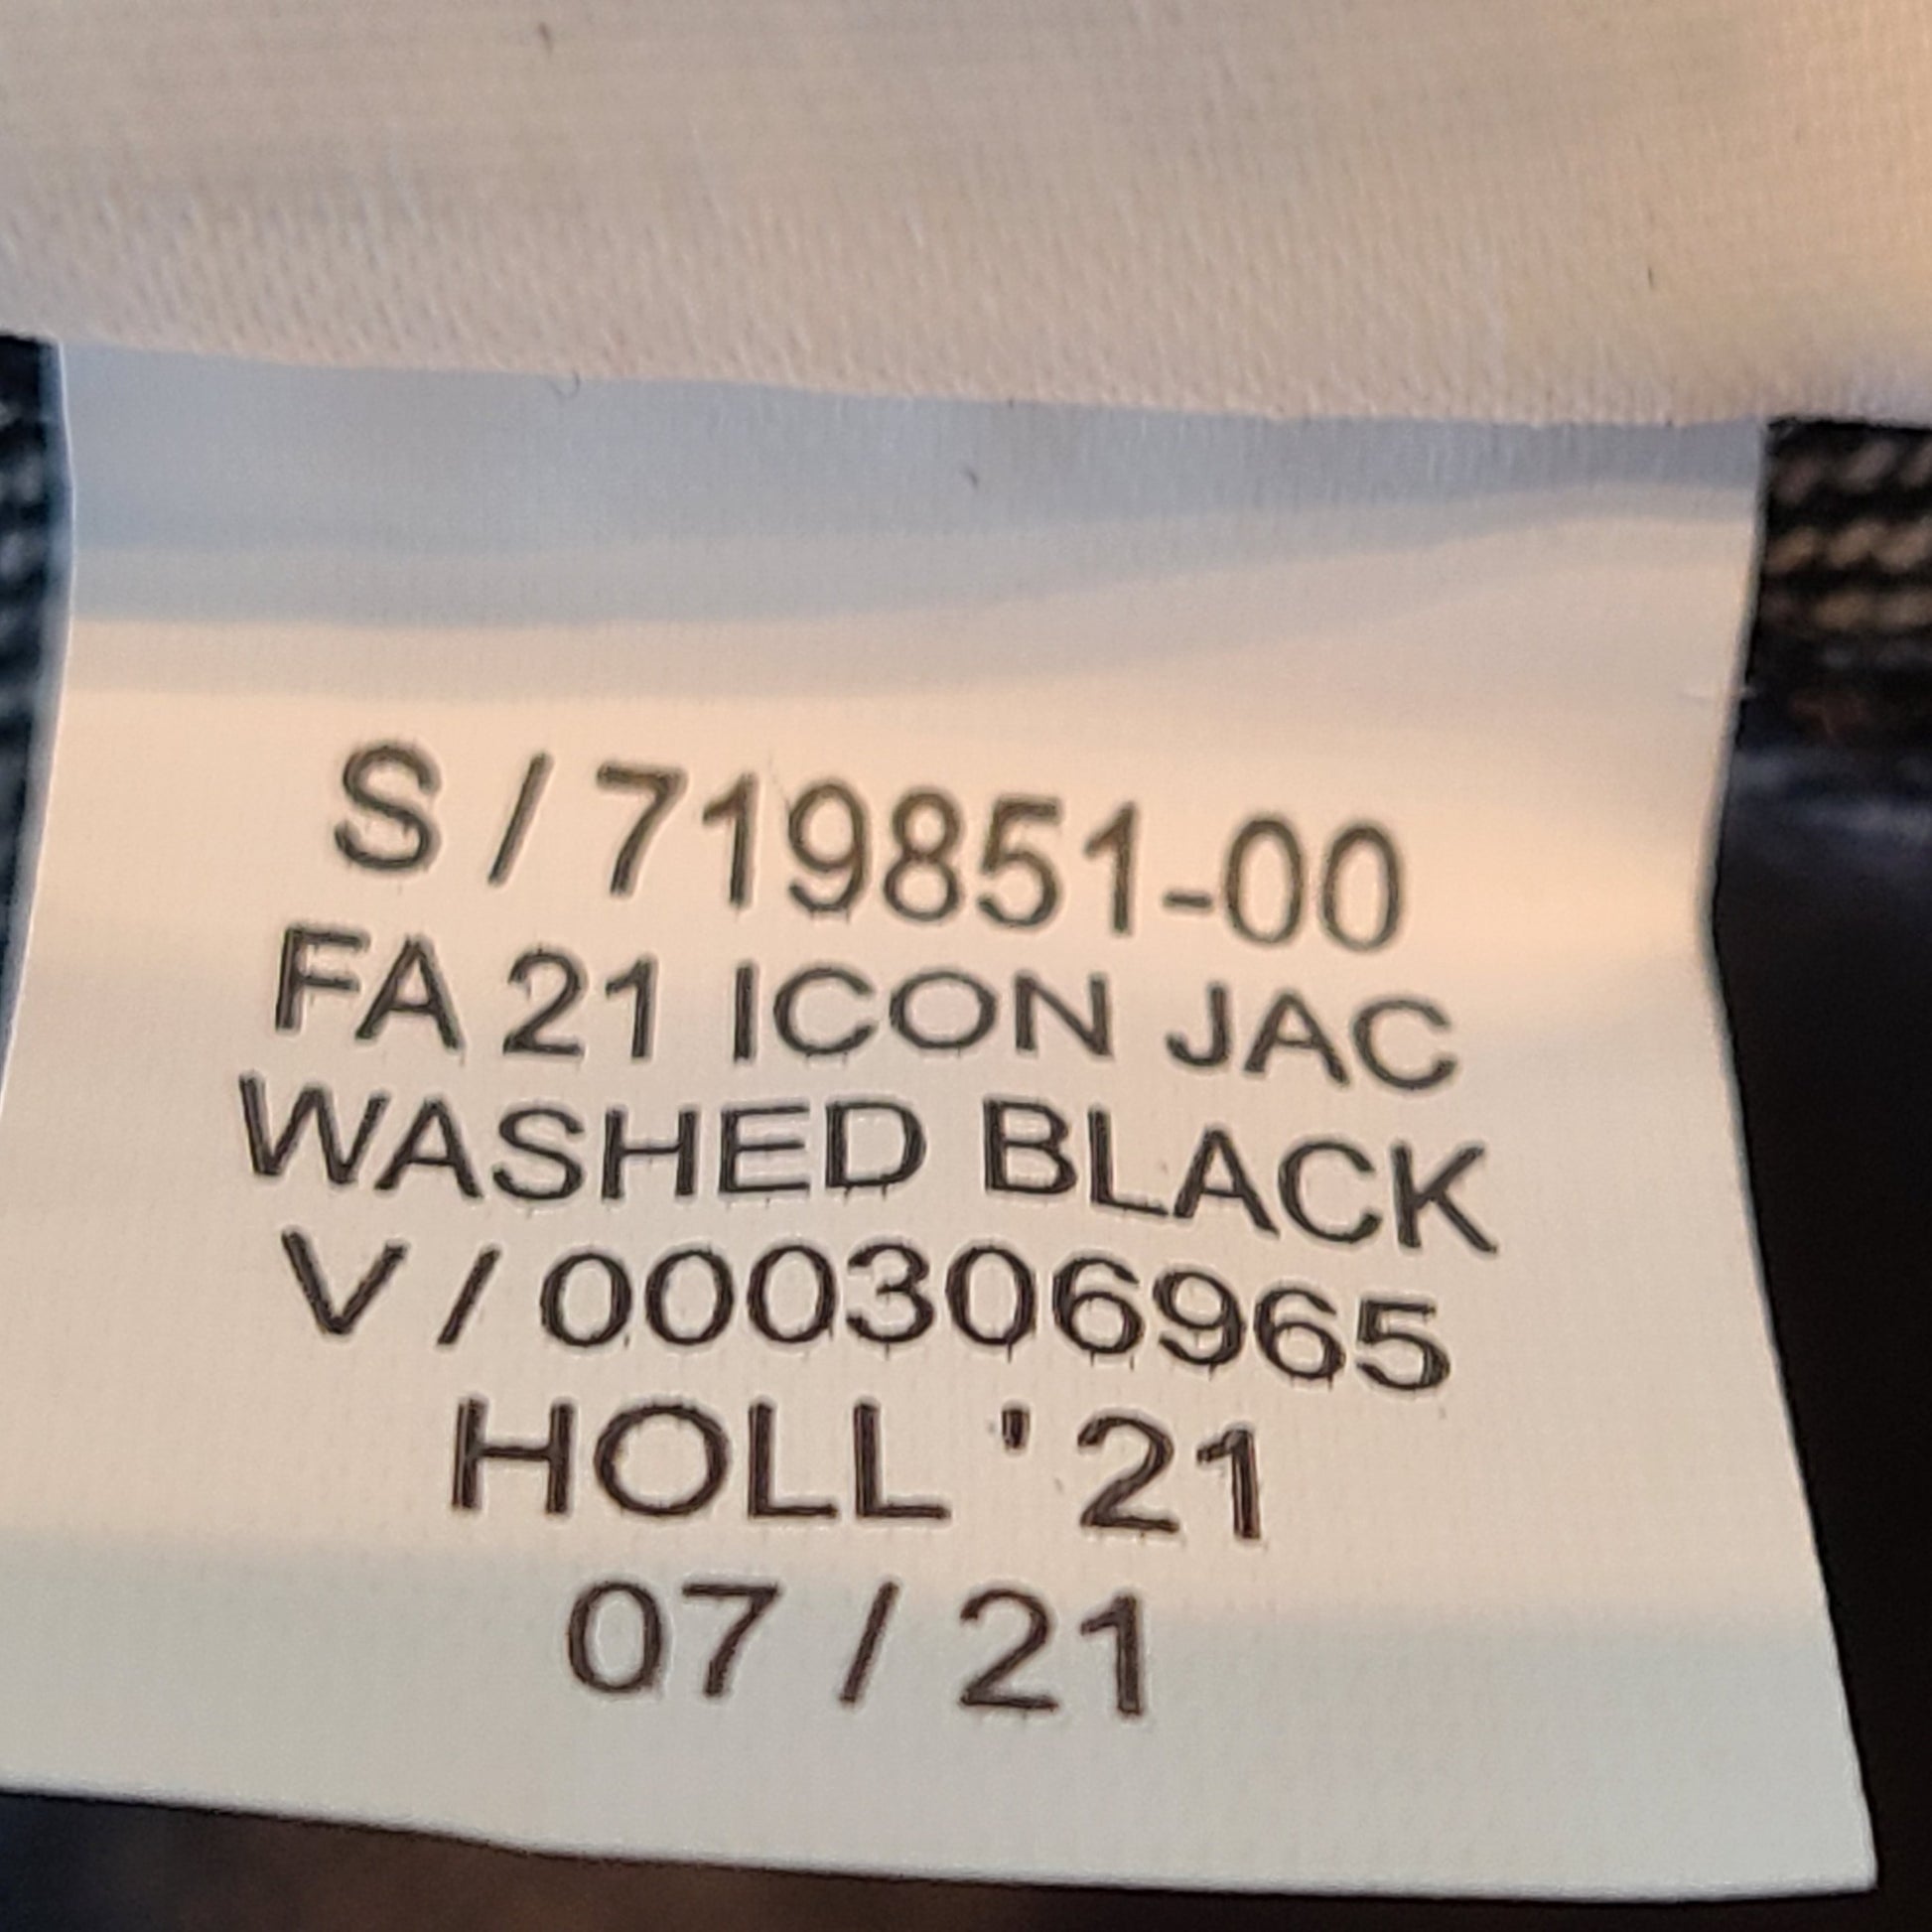 S / 719851-00
FA 21 ICON JAC
WASHED BLACK
V / 000306965
HOLL '21
07 / 21